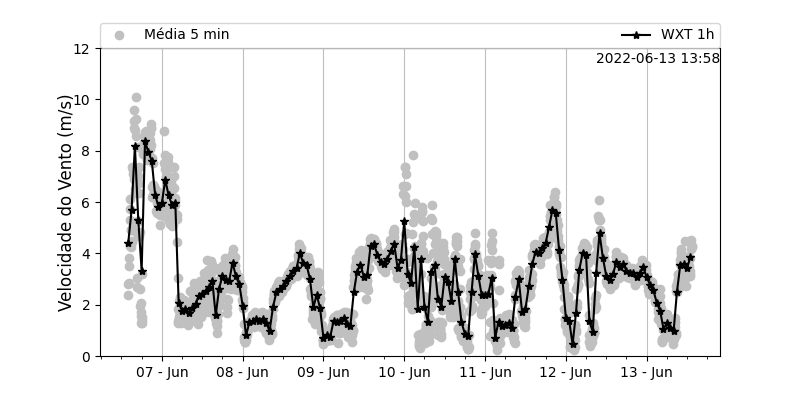 Média 5 min
WXT 1h
2022-06-13 13:58
Velocidade do Vento (m/s)
12
10
8
6
4
2
0
07 - Jun
08 - Jun
09 - Jun
10 - Jun
11 - Jun
12 - Jun
13 - Jun